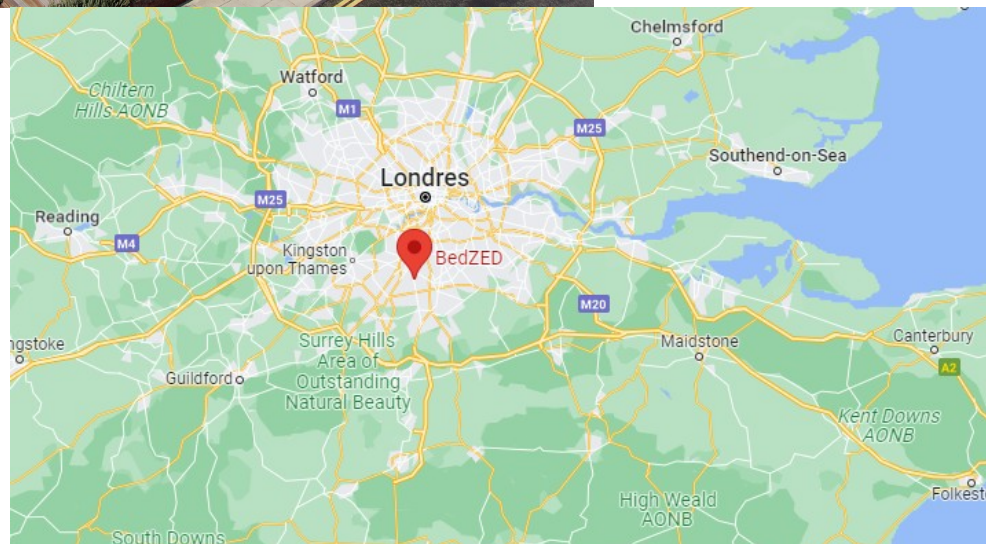 Chelmsford
Watford
Chiltern
Hills AONB
M1
M25
Southend-on-Sea
Londres
M25
Reading
M4
Kingston
upon Thames
BedZED
M20
ngstoke
Surrey Hills
Area of
Outstanding
Natural Beauty
Maidstone
Canterbury
A2
Guildford
Kent Downs
AONB
Folkest
High Weald
AONB
South Downs